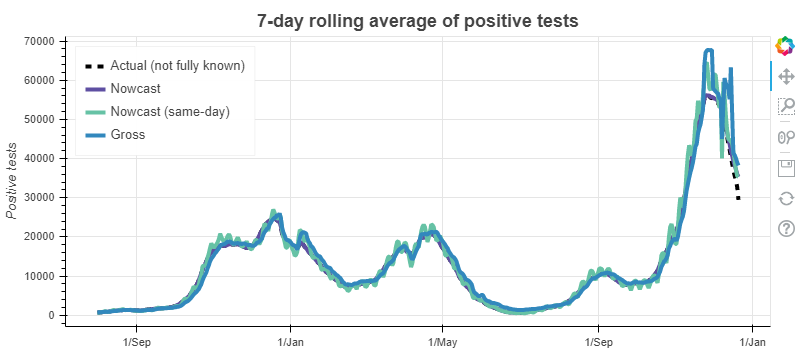 7-day rolling average of positive tests
70000
60000
50000
40000
30000
20000
10000
0
Positive tests
Actual (not fully known)
Nowcast
Nowcast (same-day)
Gross
1/Sep
1/Jan
1/May
1/Sep
1/Jan